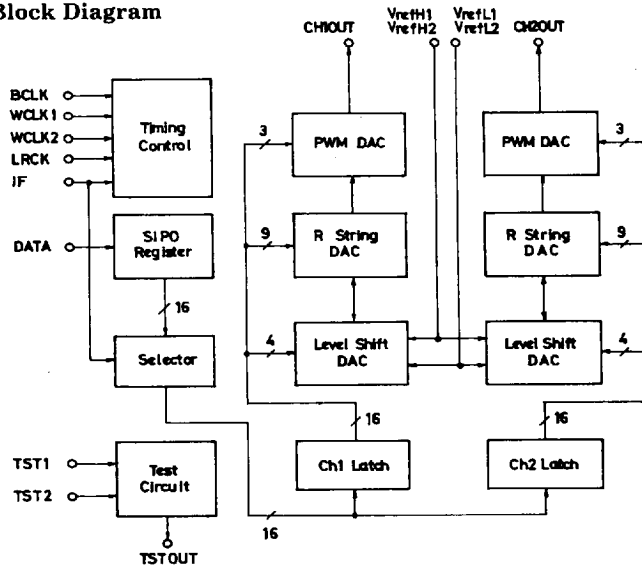 Block Diagram
CH1OUT
VrefH1
VrefH2
VrefL1
VrefL2
CH2OUT
BCLK
WCLK1
WCLK2
LRCK
IF
Timing
Control
3
PWM DAC
PWM DAC
3
DATA
SIPO
Register
9
R String
DAC
R String
DAC
9
16
Selector
4
Level Shift
DAC
Level Shift
DAC
4
16
16
TST1
TST2
Test
Circuit
Ch1 Latch
Ch2 Latch
16
TSTOUT